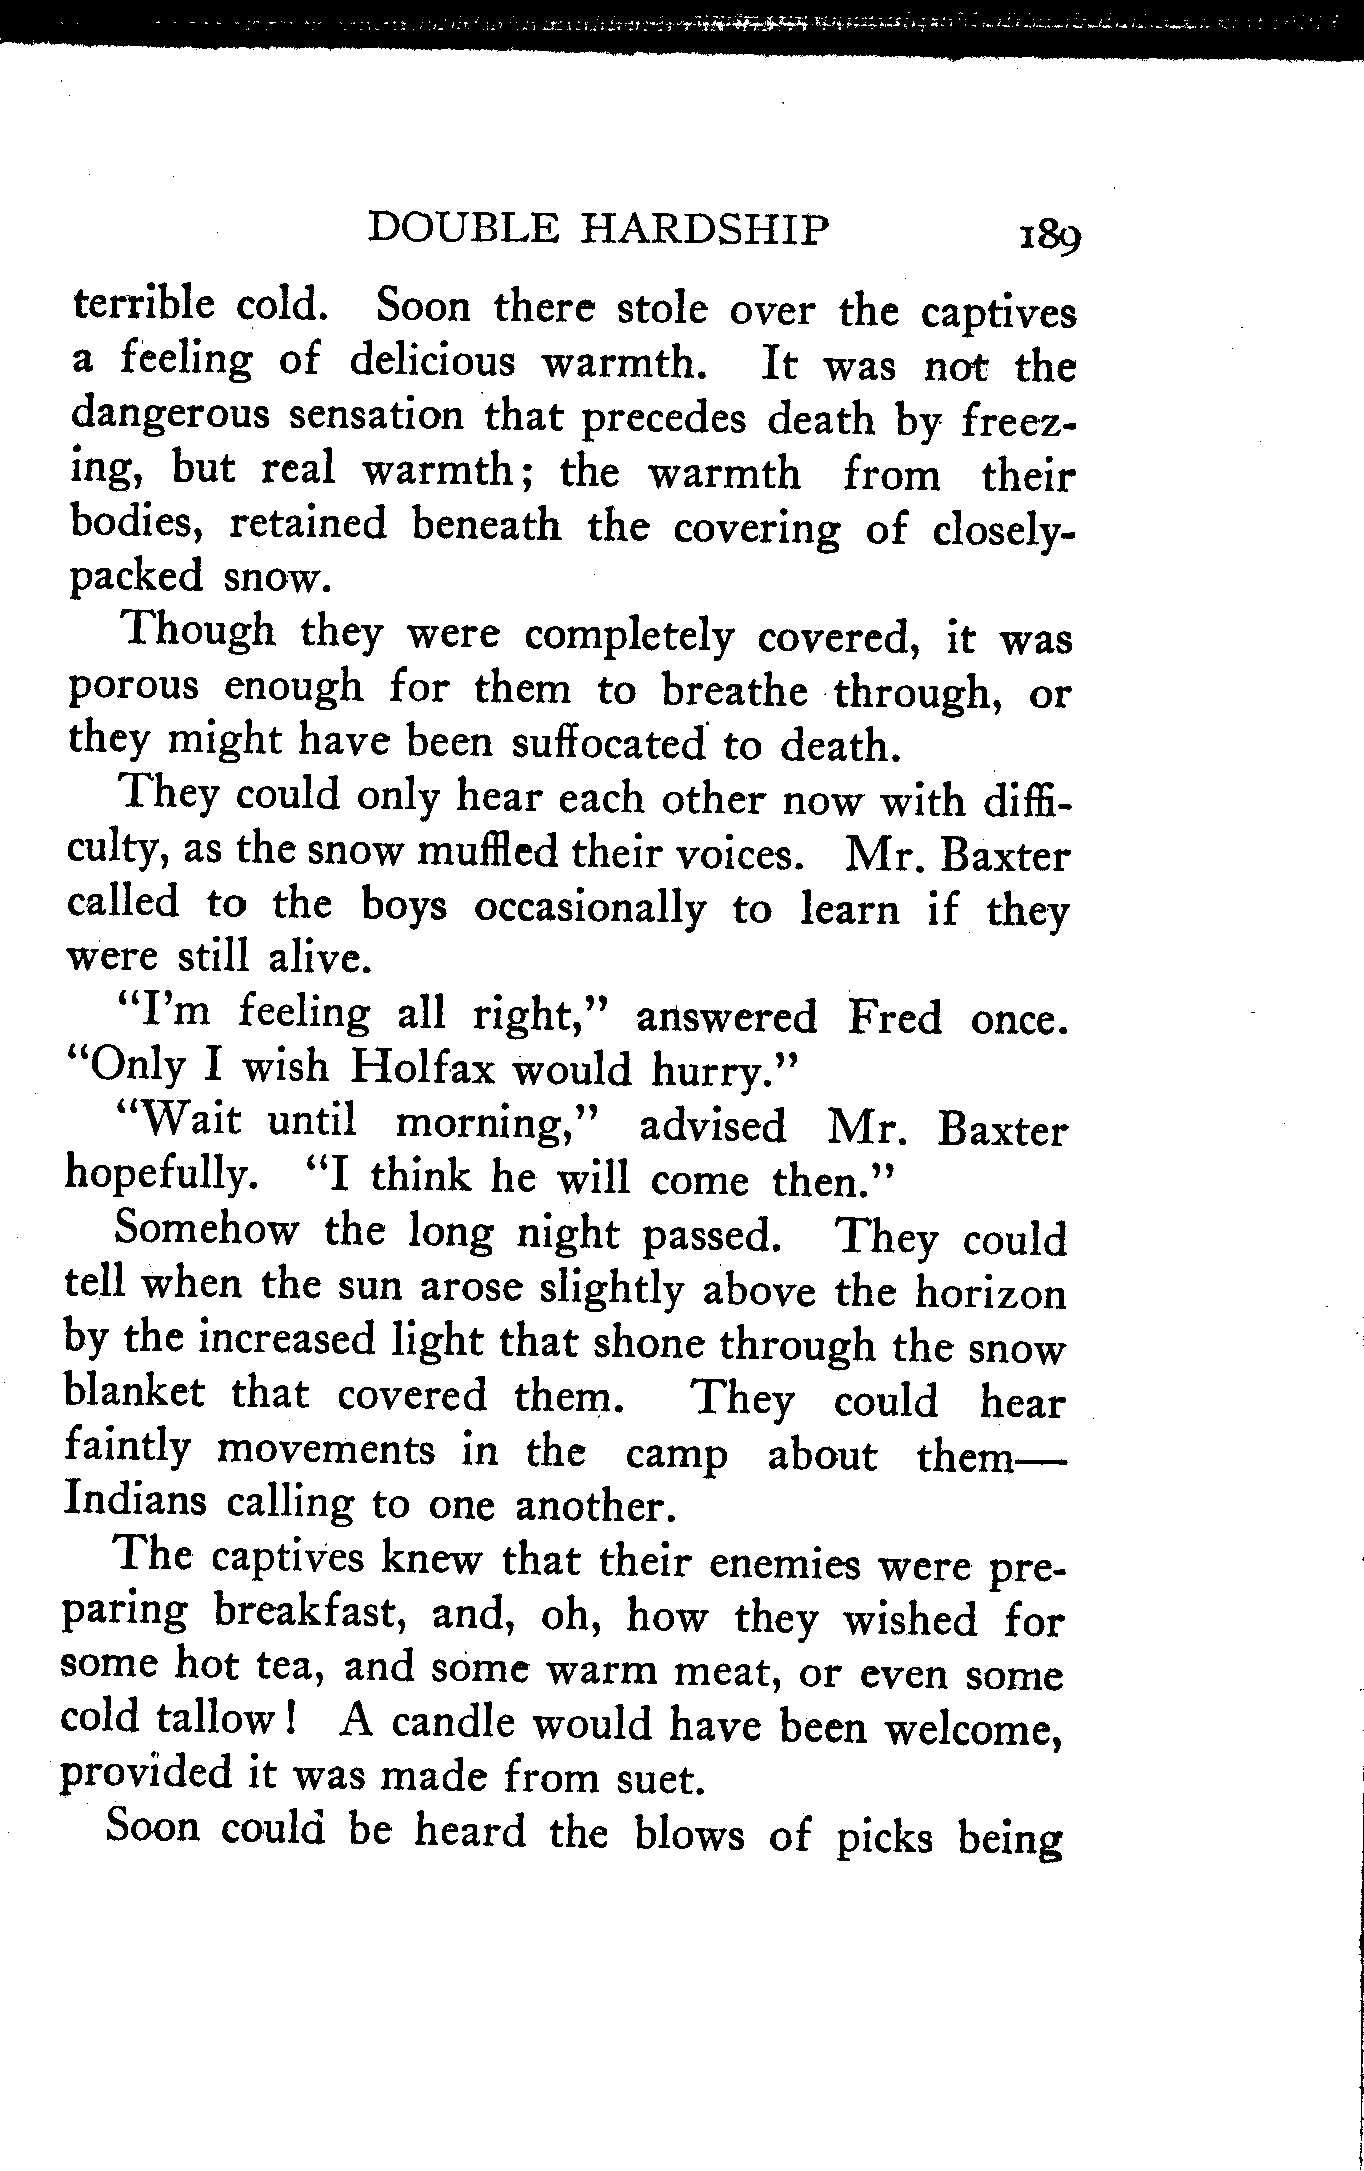 DOUBLE HARDSHIP 189
terrible cold. Soon there stole over the captives
a feeling of delicious warmth. It was not the
dangerous sensation that precedes death by freez-
ing, but real warmth; the warmth from their
bodies, retained beneath the covering of closely-
packed snow.
Though they were completely covered, it was
porous enough for them to breathe through, or
they might have been suffocated to death.
They could only hear each other now with diffi-
culty, as the snow muffled their voices. Mr. Baxter
called to the boys occasionally to learn if they
were still alive.
“I’m feeling all right,” answered Fred once.
“Only I wish Holfax would hurry.”
“Wait until morning,” advised Mr. Baxter
hopefully. “I think he will come then.”
Somehow the long night passed. They could
tell when the sun arose slightly above the horizon
by the increased light that shone through the snow
blanket that covered them. They could hear
faintly movements in the camp about them—
Indians calling to one another.
The captives knew that their enemies were pre-
paring breakfast, and, oh, how they wished for
some hot tea, and some warm meat, or even some
cold tallow! A candle would have been welcome,
provided it was made from suet.
Soon could be heard the blows of picks being